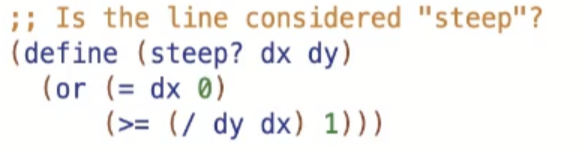 ;; Is the line considered "steep"?
(define (steep? dx dy)
  (or (= dx 0)
      (>= (/ dy dx) 1)))